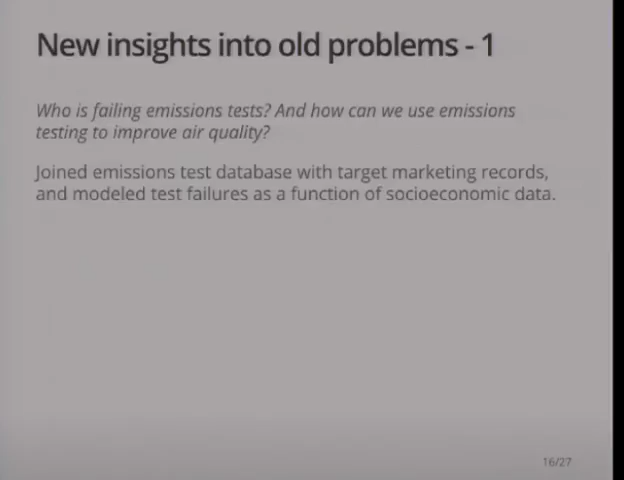 New insights into old problems - 1
Who is failing emissions tests? And how can we use emissions
testing to improve air quality?
Joined emissions test database with target marketing records,
and modeled test failures as a function of socioeconomic data.
16/27